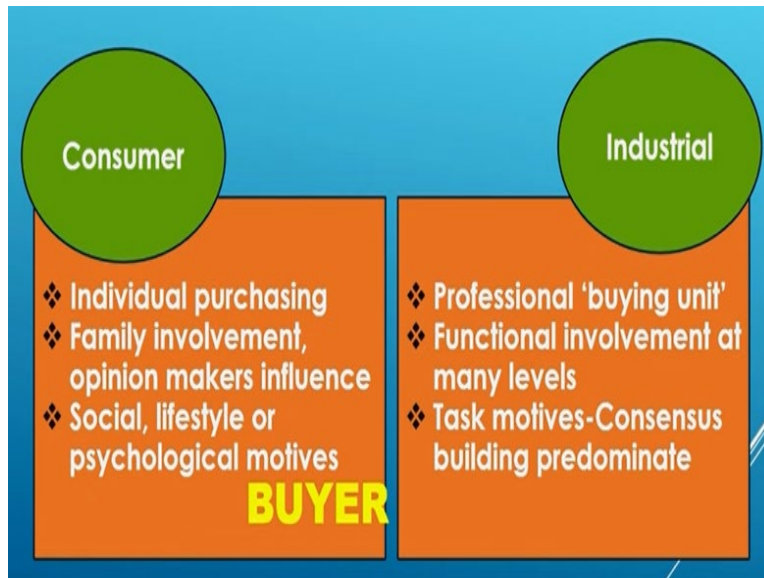 Consumer
❖ Individual purchasing
❖ Family involvement,
opinion makers influence
❖ Social, lifestyle or
psychological motives
BUYER
Industrial
❖ Professional ‘buying unit’
❖ Functional involvement at
many levels
❖ Task motives-Consensus
building predominate